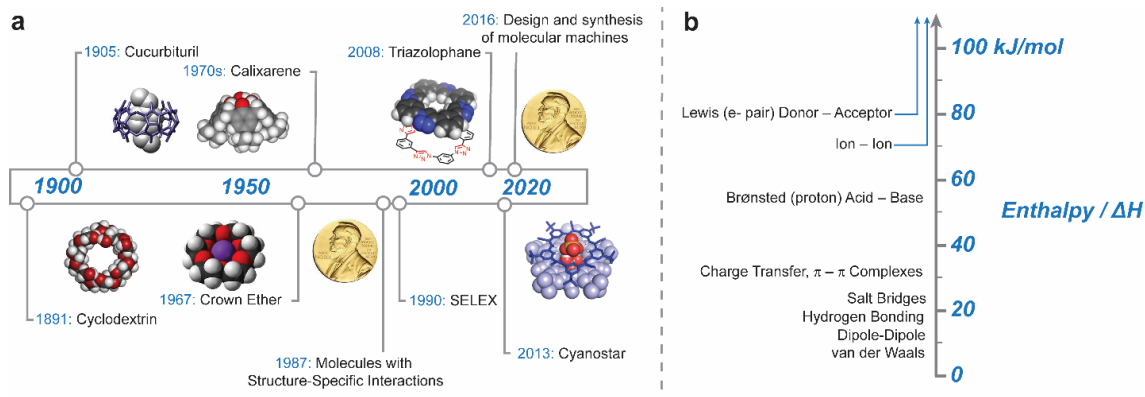 a
2016: Design and synthesis
of molecular machines
1905: Cucurbituril
2008: Triazolophane
1970s: Calixarene
1900
1950
2000
2020
1967: Crown Ether
1990: SELEX
1891: Cyclodextrin
2013: Cyanostar
1987: Molecules with
Structure-Specific Interactions
b
100 kJ/mol
Lewis (e- pair) Donor – Acceptor
80
Ion – Ion
60
Brønsted (proton) Acid – Base
Enthalpy / ΔH
40
Charge Transfer, π – π Complexes
Salt Bridges
20
Hydrogen Bonding
Dipole-Dipole
van der Waals
0